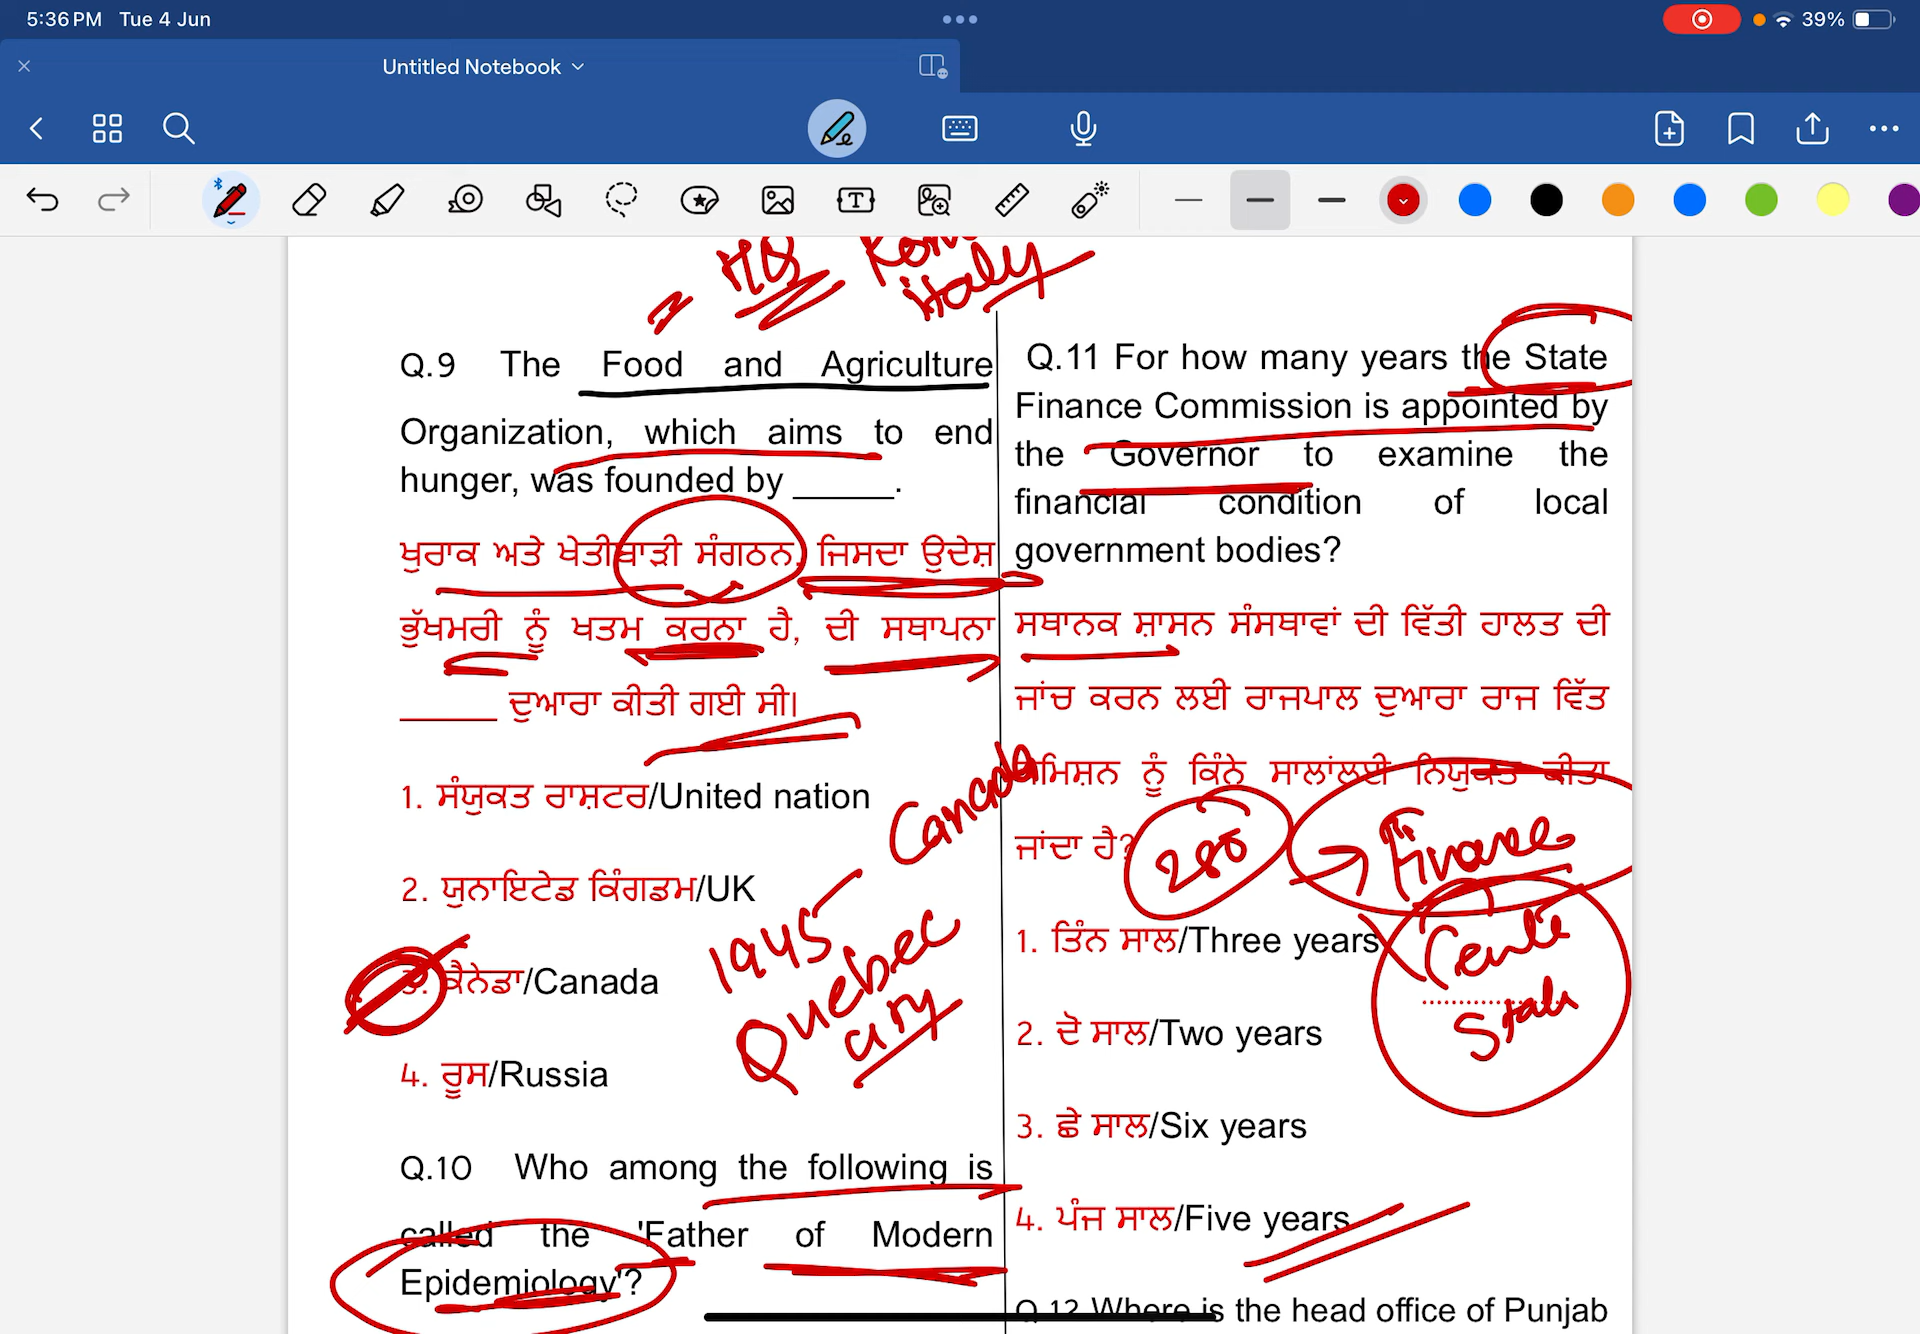 5:36 PM Tue 4 Jun
39%
Untitled Notebook
HQ
italy
Q.9 The Food and Agriculture
Organization, which aims to end
hunger, was founded by _____.
ਖੁਰਾਕ ਅਤੇ ਖੇਤੀਬਾੜੀ ਸੰਗਠਨ, ਜਿਸਦਾ ਉਦੇਸ਼
ਭੁੱਖਮਰੀ ਨੂੰ ਖਤਮ ਕਰਨਾ ਹੈ, ਦੀ ਸਥਾਪਨਾ
_____ ਦੁਆਰਾ ਕੀਤੀ ਗਈ ਸੀ।
1. ਸੰਯੁਕਤ ਰਾਸ਼ਟਰ/United nation
2. ਯੁਨਾਇਟੇਡ ਕਿੰਗਡਮ/UK
3. ਕੈਨੇਡਾ/Canada
4. ਰੂਸ/Russia
Canada
1945
Quebec
city
Q.10 Who among the following is
called the 'Father of Modern
Epidemiology'?
Q.11 For how many years the State
Finance Commission is appointed by
the Governor to examine the
financial condition of local
government bodies?
ਸਥਾਨਕ ਸ਼ਾਸਨ ਸੰਸਥਾਵਾਂ ਦੀ ਵਿੱਤੀ ਹਾਲਤ ਦੀ
ਜਾਂਚ ਕਰਨ ਲਈ ਰਾਜਪਾਲ ਦੁਆਰਾ ਰਾਜ ਵਿੱਤ
ਕਮਿਸ਼ਨ ਨੂੰ ਕਿੰਨੇ ਸਾਲਾਂਲਈ ਨਿਯੁਕਤ ਕੀਤਾ
ਜਾਂਦਾ ਹੈ?
280
Finance
1. ਤਿੰਨ ਸਾਲ/Three years
2. ਦੋ ਸਾਲ/Two years
3. ਛੇ ਸਾਲ/Six years
4. ਪੰਜ ਸਾਲ/Five years
Q.12 Where is the head office of Punjab